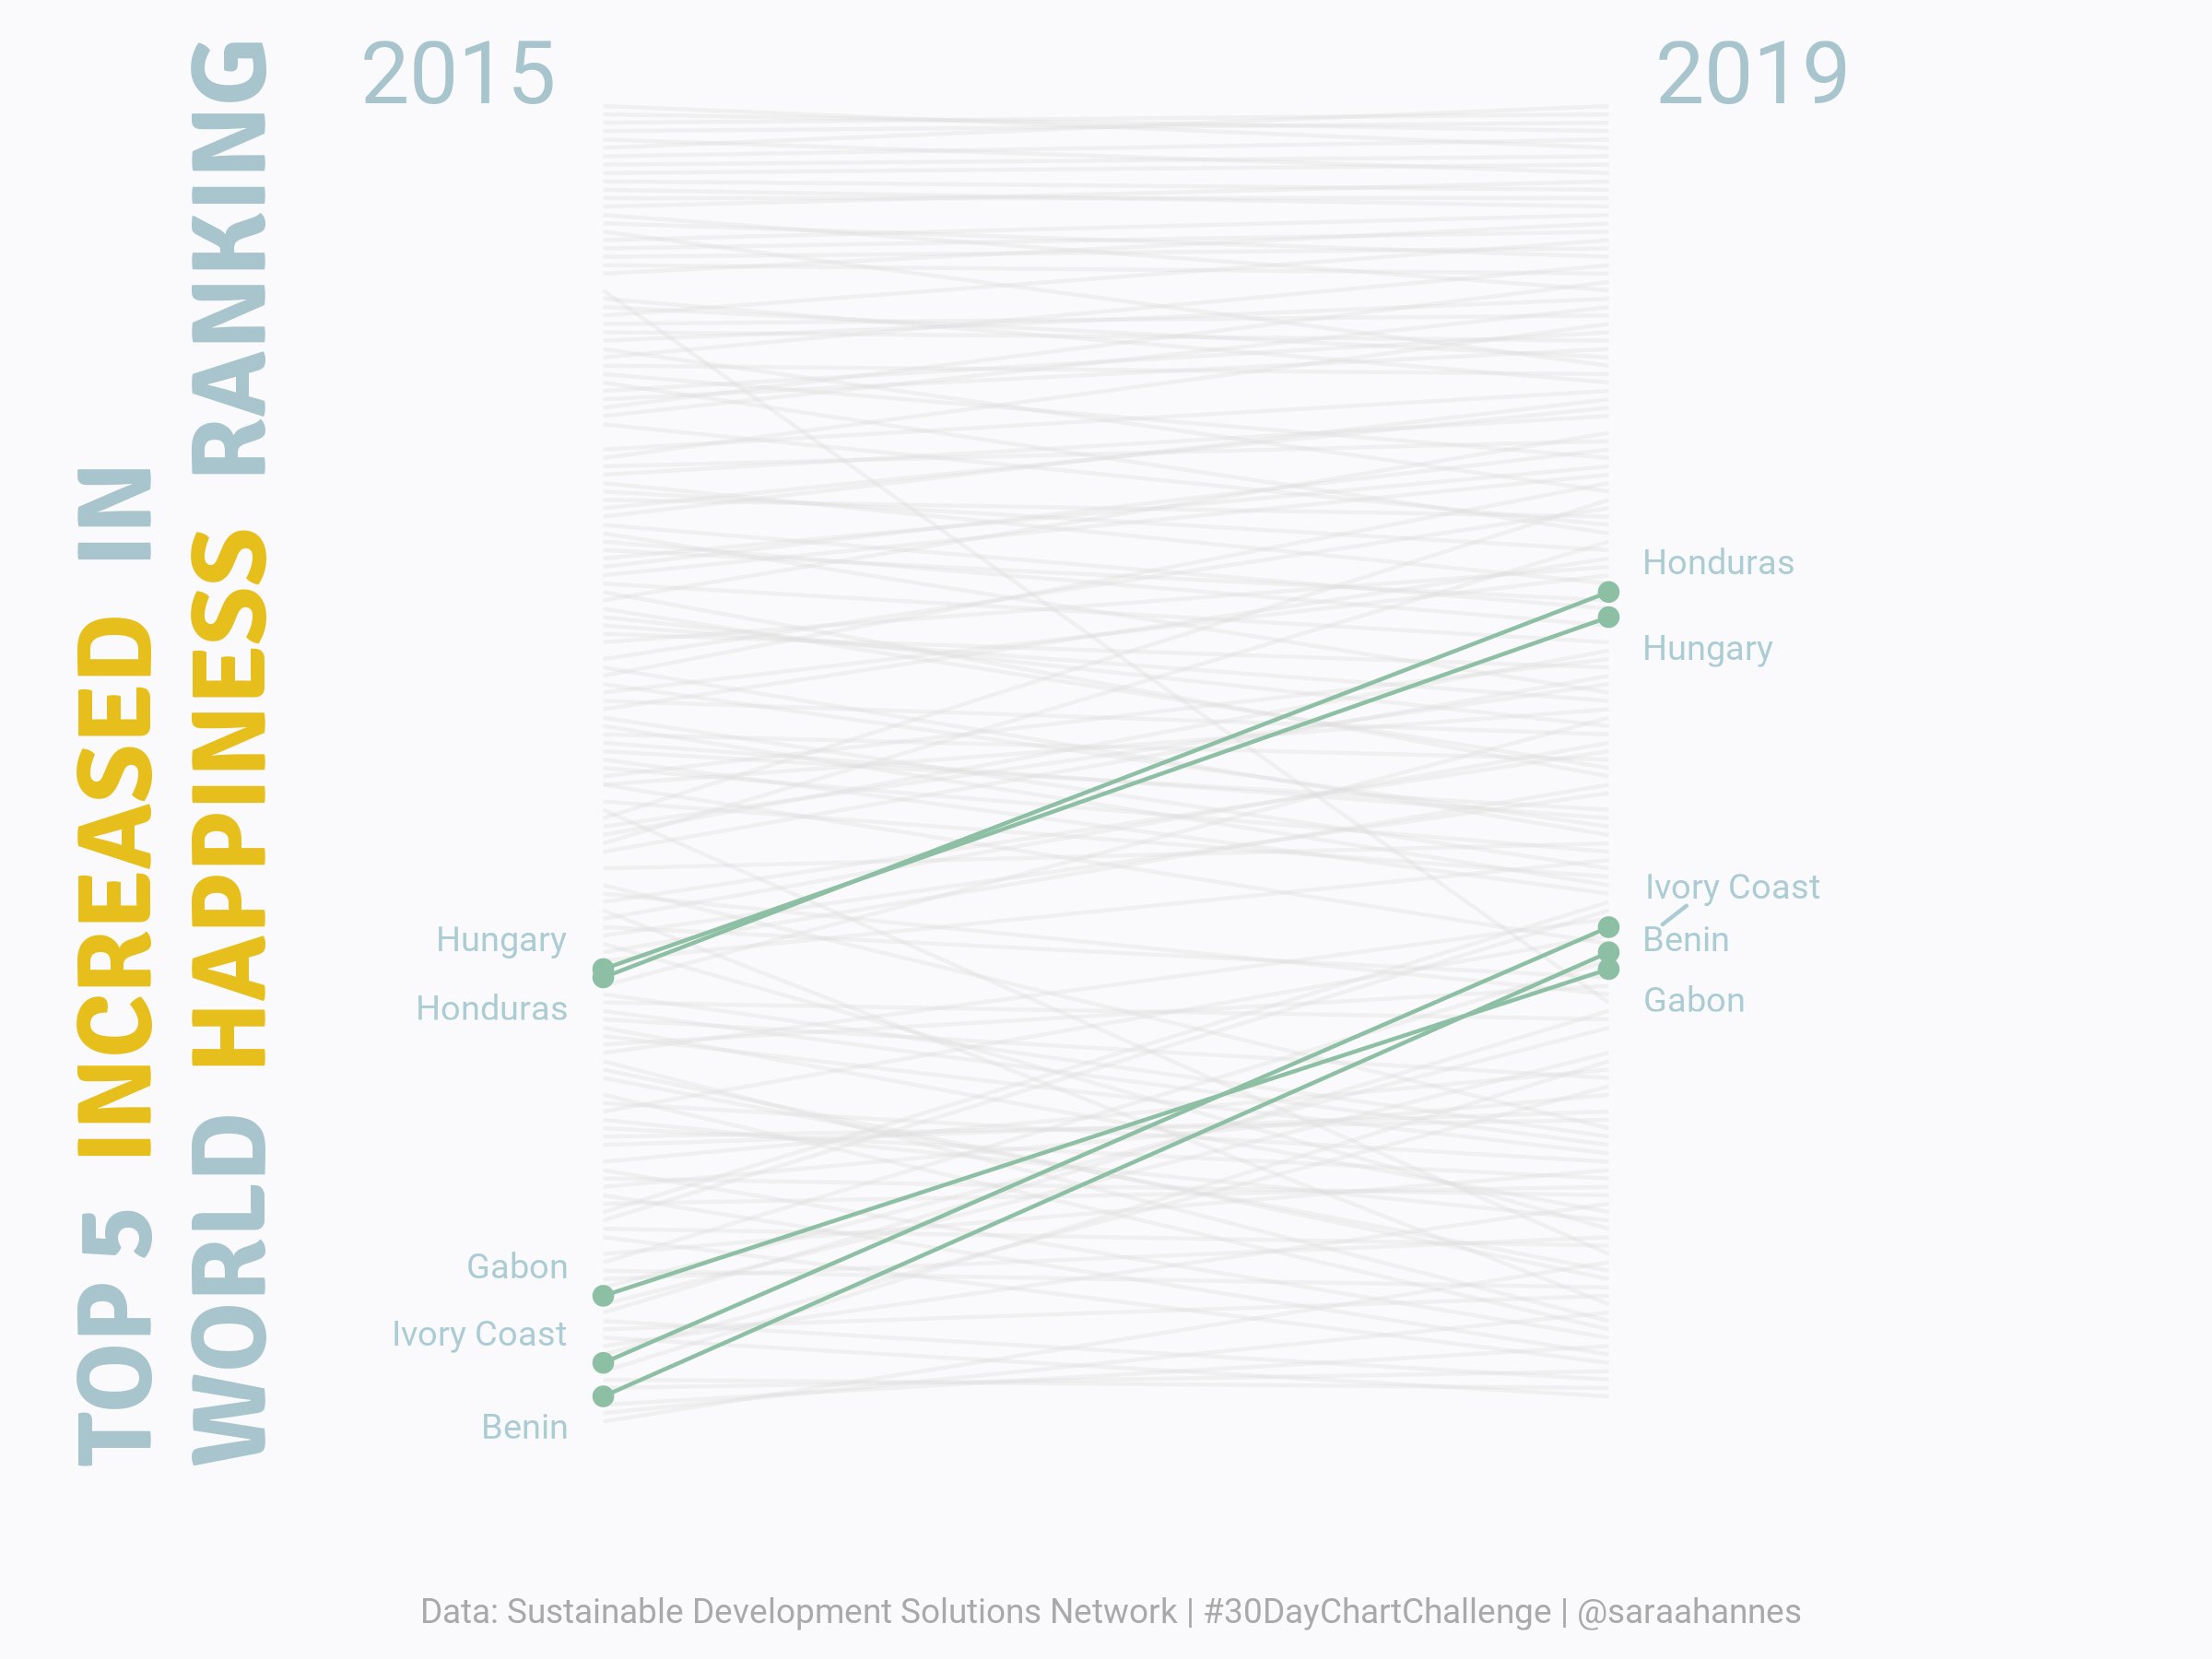 TOP 5 INCREASED IN
WORLD HAPPINESS RANKING
2015
2019
Hungary
Honduras
Gabon
Ivory Coast
Benin
Honduras
Hungary
Ivory Coast
Benin
Gabon
Data: Sustainable Development Solutions Network | #30DayChartChallenge | @saraahannes